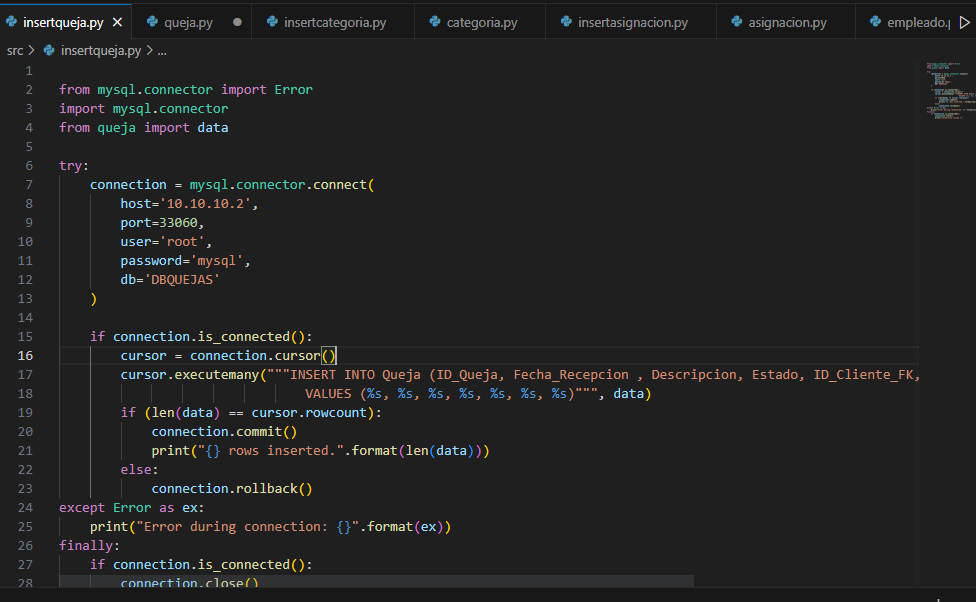 insertqueja.py queja.py insertcategoria.py categoria.py insertasignacion.py asignacion.py empleado.
src > insertqueja.py > ...
1
2 from mysql.connector import Error
3 import mysql.connector
4 from queja import data
5
6 try:
7 connection = mysql.connector.connect(
8 host='10.10.10.2',
9 port=33060,
10 user='root',
11 password='mysql',
12 db='DBQUEJAS'
13 )
14
15 if connection.is_connected():
16 cursor = connection.cursor()
17 cursor.executemany("""INSERT INTO Queja (ID_Queja, Fecha_Recepcion , Descripcion, Estado, ID_Cliente_FK,
18 VALUES (%s, %s, %s, %s, %s, %s, %s)""", data)
19 if (len(data) == cursor.rowcount):
20 connection.commit()
21 print("{} rows inserted.".format(len(data)))
22 else:
23 connection.rollback()
24 except Error as ex:
25 print("Error during connection: {}".format(ex))
26 finally:
27 if connection.is_connected():
28 connection.close()